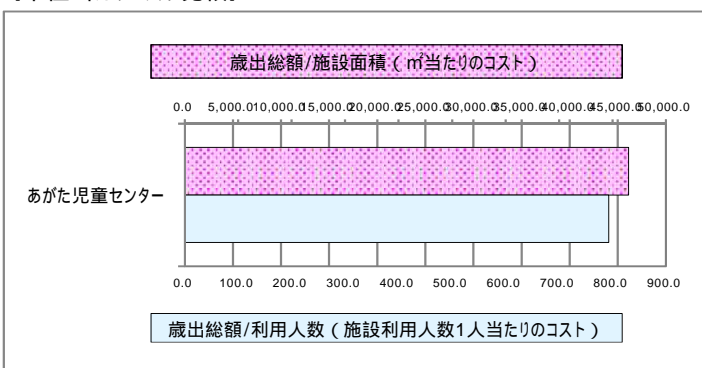 歳出総額/施設面積(㎡当たりのコスト)
0.0 5,000.0 10,000.0 15,000.0 20,000.0 25,000.0 30,000.0 35,000.0 40,000.0 45,000.0 50,000.0
あがた児童センター
0.0 100.0 200.0 300.0 400.0 500.0 600.0 700.0 800.0 900.0
歳出総額/利用人数(施設利用人数1人当たりのコスト)